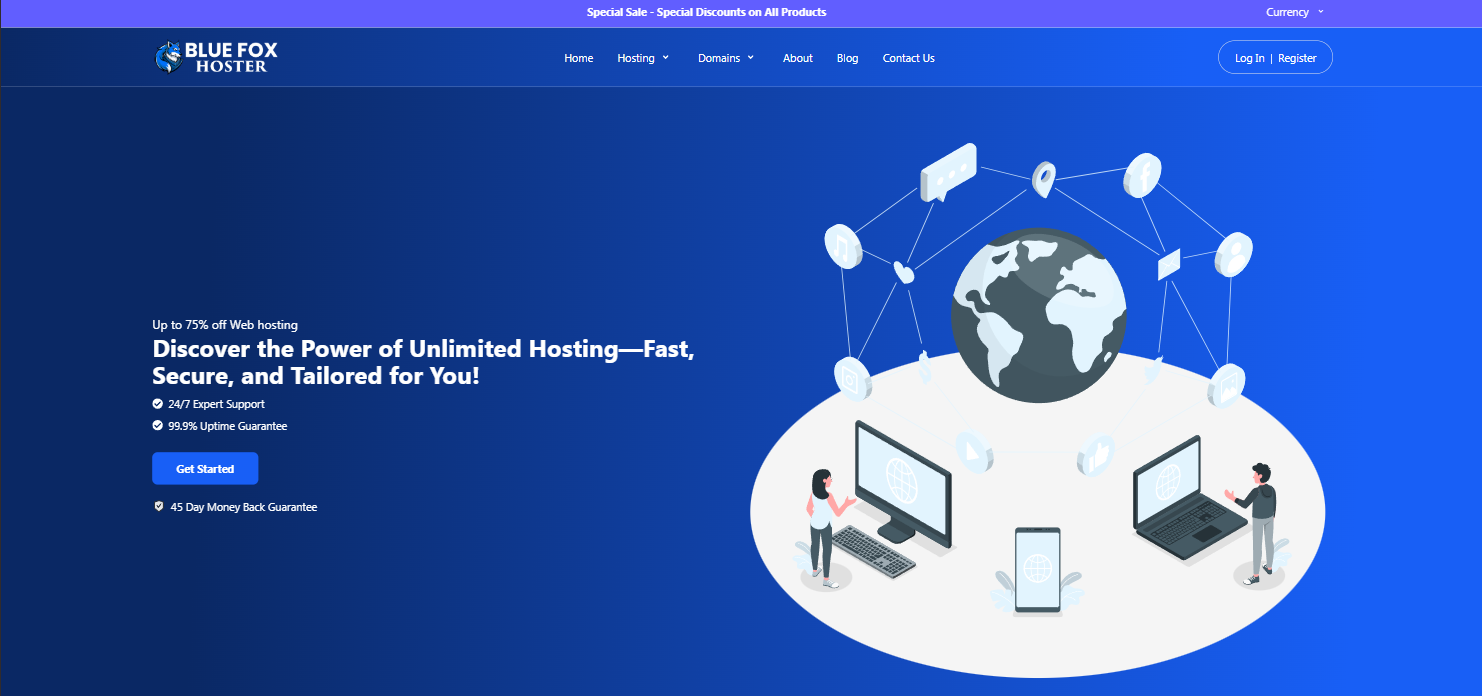 Special Sale - Special Discounts on All Products
Currency
BLUE FOX
HOSTER
Home
Hosting
Domains
About
Blog
Contact Us
Log In | Register
Up to 75% off Web hosting
Discover the Power of Unlimited Hosting—Fast,
Secure, and Tailored for You!
24/7 Expert Support
99.9% Uptime Guarantee
Get Started
45 Day Money Back Guarantee